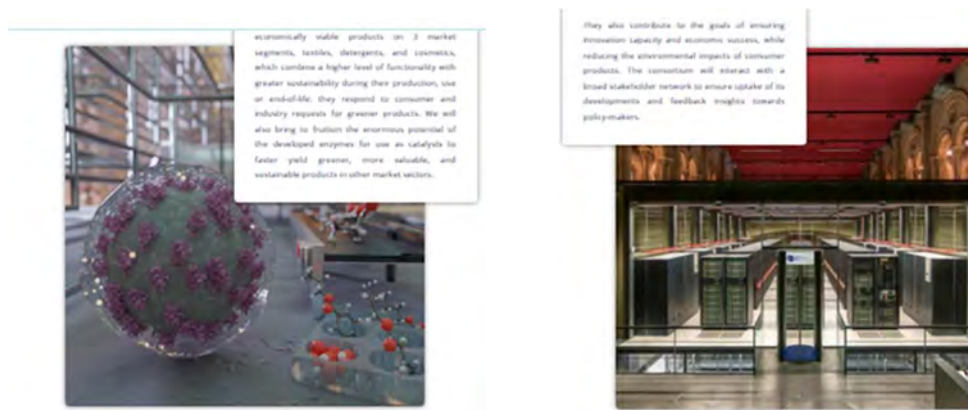 economically viable products on 3 market
segments, textiles, detergents, and cosmetics,
which combine a higher level of functionality with
greater sustainability during their production, use
or end-of-life. they respond to consumer and
industry requests for greener products. We will
also bring to fruition the enormous potential of
the developed enzymes for use as catalysts to
faster yield greener, more valuable, and
sustainable products in other market sectors.
They also contribute to the goals of ensuring
innovation capacity and economic success, while
reducing the environmental impacts of consumer
products. The consortium will interact with a
broad stakeholder network to ensure uptake of its
developments and feedback insights towards
policy-makers.